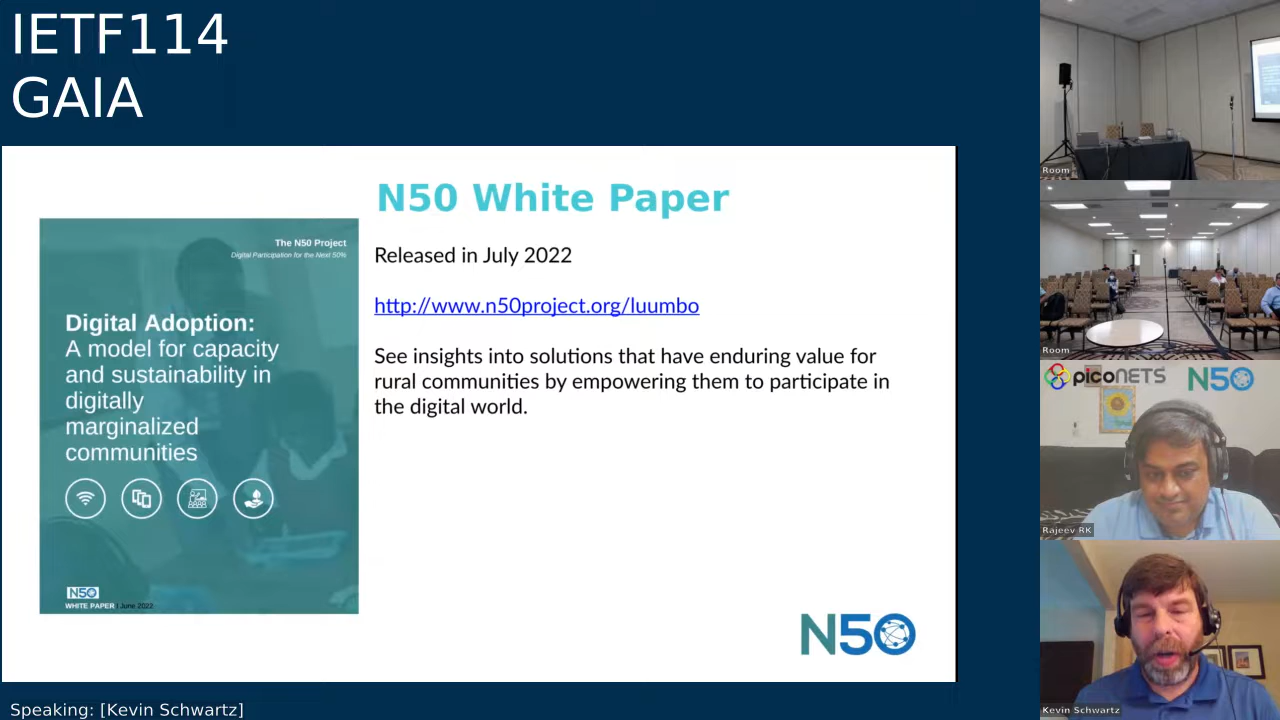 IETF114
GAIA
N50 White Paper
The N50 Project
Digital Participation for the Next 50%
Digital Adoption:
A model for capacity
and sustainability in
digitally
marginalized
communities
N50
WHITE PAPER | June 2022
Released in July 2022
http://www.n50project.org/luumbo
See insights into solutions that have enduring value for
rural communities by empowering them to participate in
the digital world.
N50
Speaking: [Kevin Schwartz]
Room
Room
picoNETS N50
Rajeev RK
Kevin Schwartz